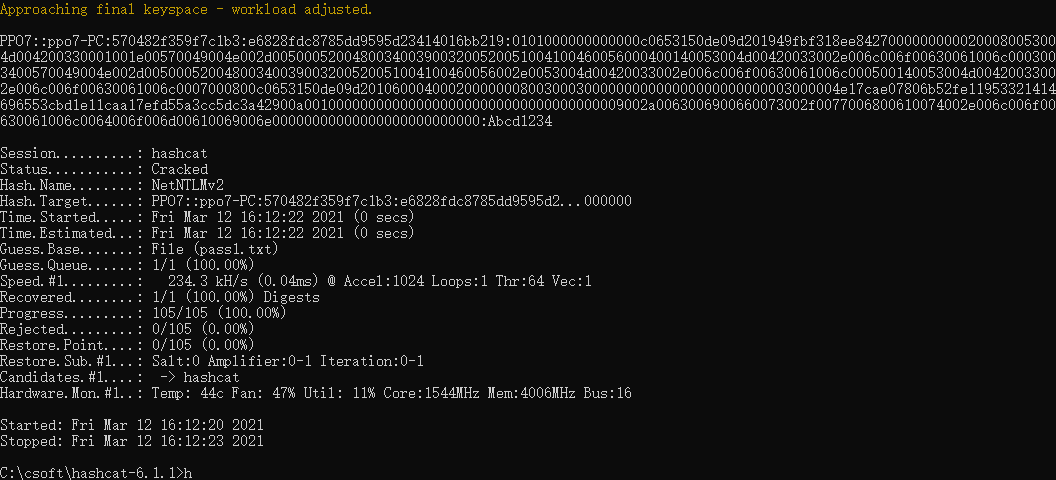 Approaching final keyspace - workload adjusted.
PPO7::ppo7-PC:570482f359f7c1b3:e6828fdc8785dd9595d23414016bb219:0101000000000000c0653150de09d201949fbf318ee84270000000000200080053004d004200330001001e00570049004e002d00500052004800340039003200520051004100460056000400140053004d00420033002e006c006f00630061006c0003003400570049004e002d00500052004800340039003200520051004100460056002e0053004d00420033002e006c006f00630061006c000500140053004d00420033002e006c006f00630061006c0007000800c0653150de09d2010600040002000000080030003000000000000000000000000003000004e17cae07806b52fe11953321414696553cbd1e11caa17efd55a3cc5dc3a42900a001000000000000000000000000000000000000009002a0063006900660073002f0077006800610074002e006c006f00630061006c0064006f006d00610069006e00000000000000000000000000:Abcd1234
Session..........: hashcat
Status...........: Cracked
Hash.Name........: NetNTLMv2
Hash.Target......: PPO7::ppo7-PC:570482f359f7c1b3:e6828fdc8785dd9595d2...000000
Time.Started.....: Fri Mar 12 16:12:22 2021 (0 secs)
Time.Estimated...: Fri Mar 12 16:12:22 2021 (0 secs)
Guess.Base.......: File (pass1.txt)
Guess.Queue......: 1/1 (100.00%)
Speed.#1.........:   234.3 kH/s (0.04ms) @ Accel:1024 Loops:1 Thr:64 Vec:1
Recovered........: 1/1 (100.00%) Digests
Progress.........: 105/105 (100.00%)
Rejected.........: 0/105 (0.00%)
Restore.Point....: 0/105 (0.00%)
Restore.Sub.#1...: Salt:0 Amplifier:0-1 Iteration:0-1
Candidates.#1....:  -> hashcat
Hardware.Mon.#1..: Temp: 44c Fan: 47% Util: 11% Core:1544MHz Mem:4006MHz Bus:16
Started: Fri Mar 12 16:12:20 2021
Stopped: Fri Mar 12 16:12:23 2021
C:\csoft\hashcat-6.1.1>h